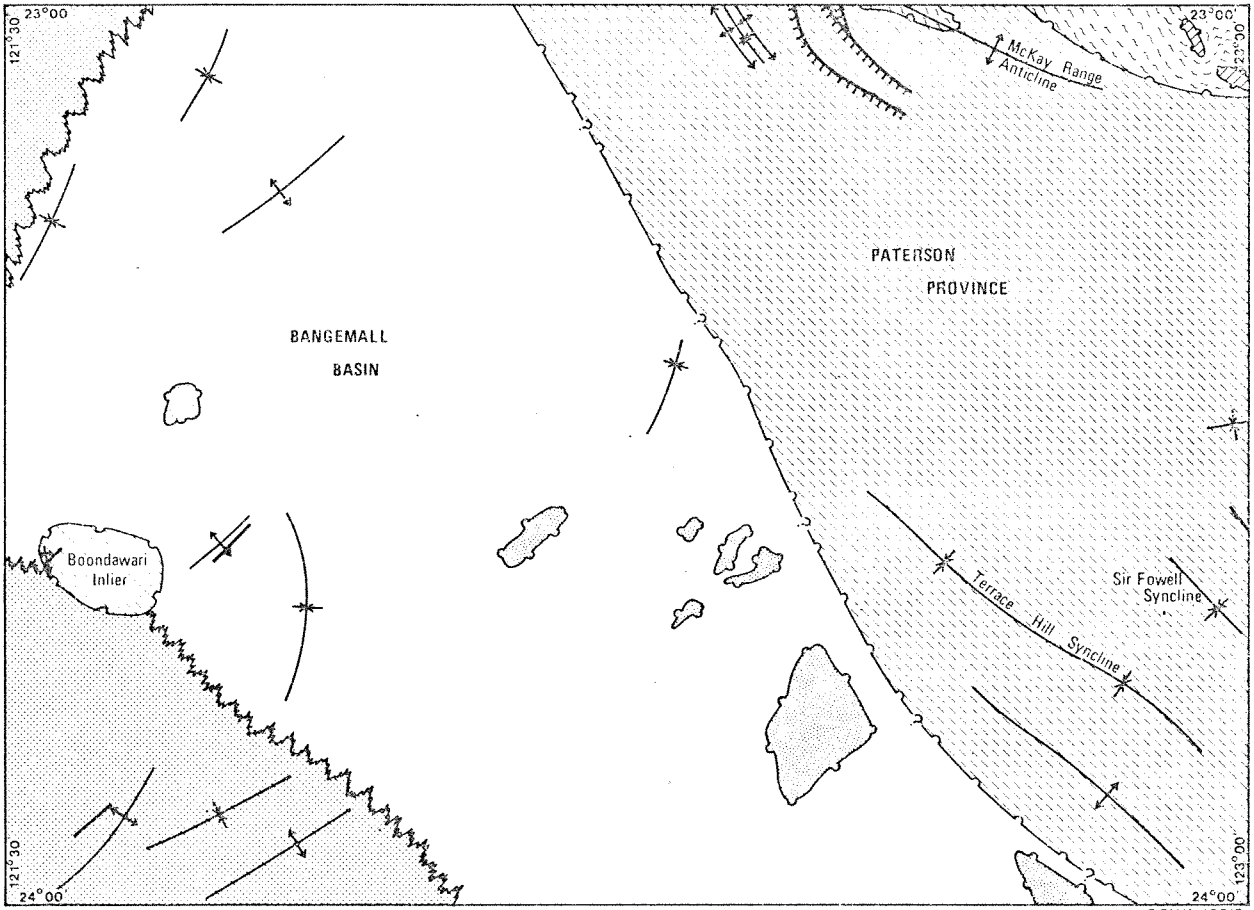 23°00'
23°00'
121°30'
23°00'
McKay Range
Anticline
PATERSON
PROVINCE
BANGEMALL
BASIN
Boondawari
Inlier
Terrace Hill Syncline
Sir Fowell
Syncline
121°30'
24°00'
123°00'
24°00'